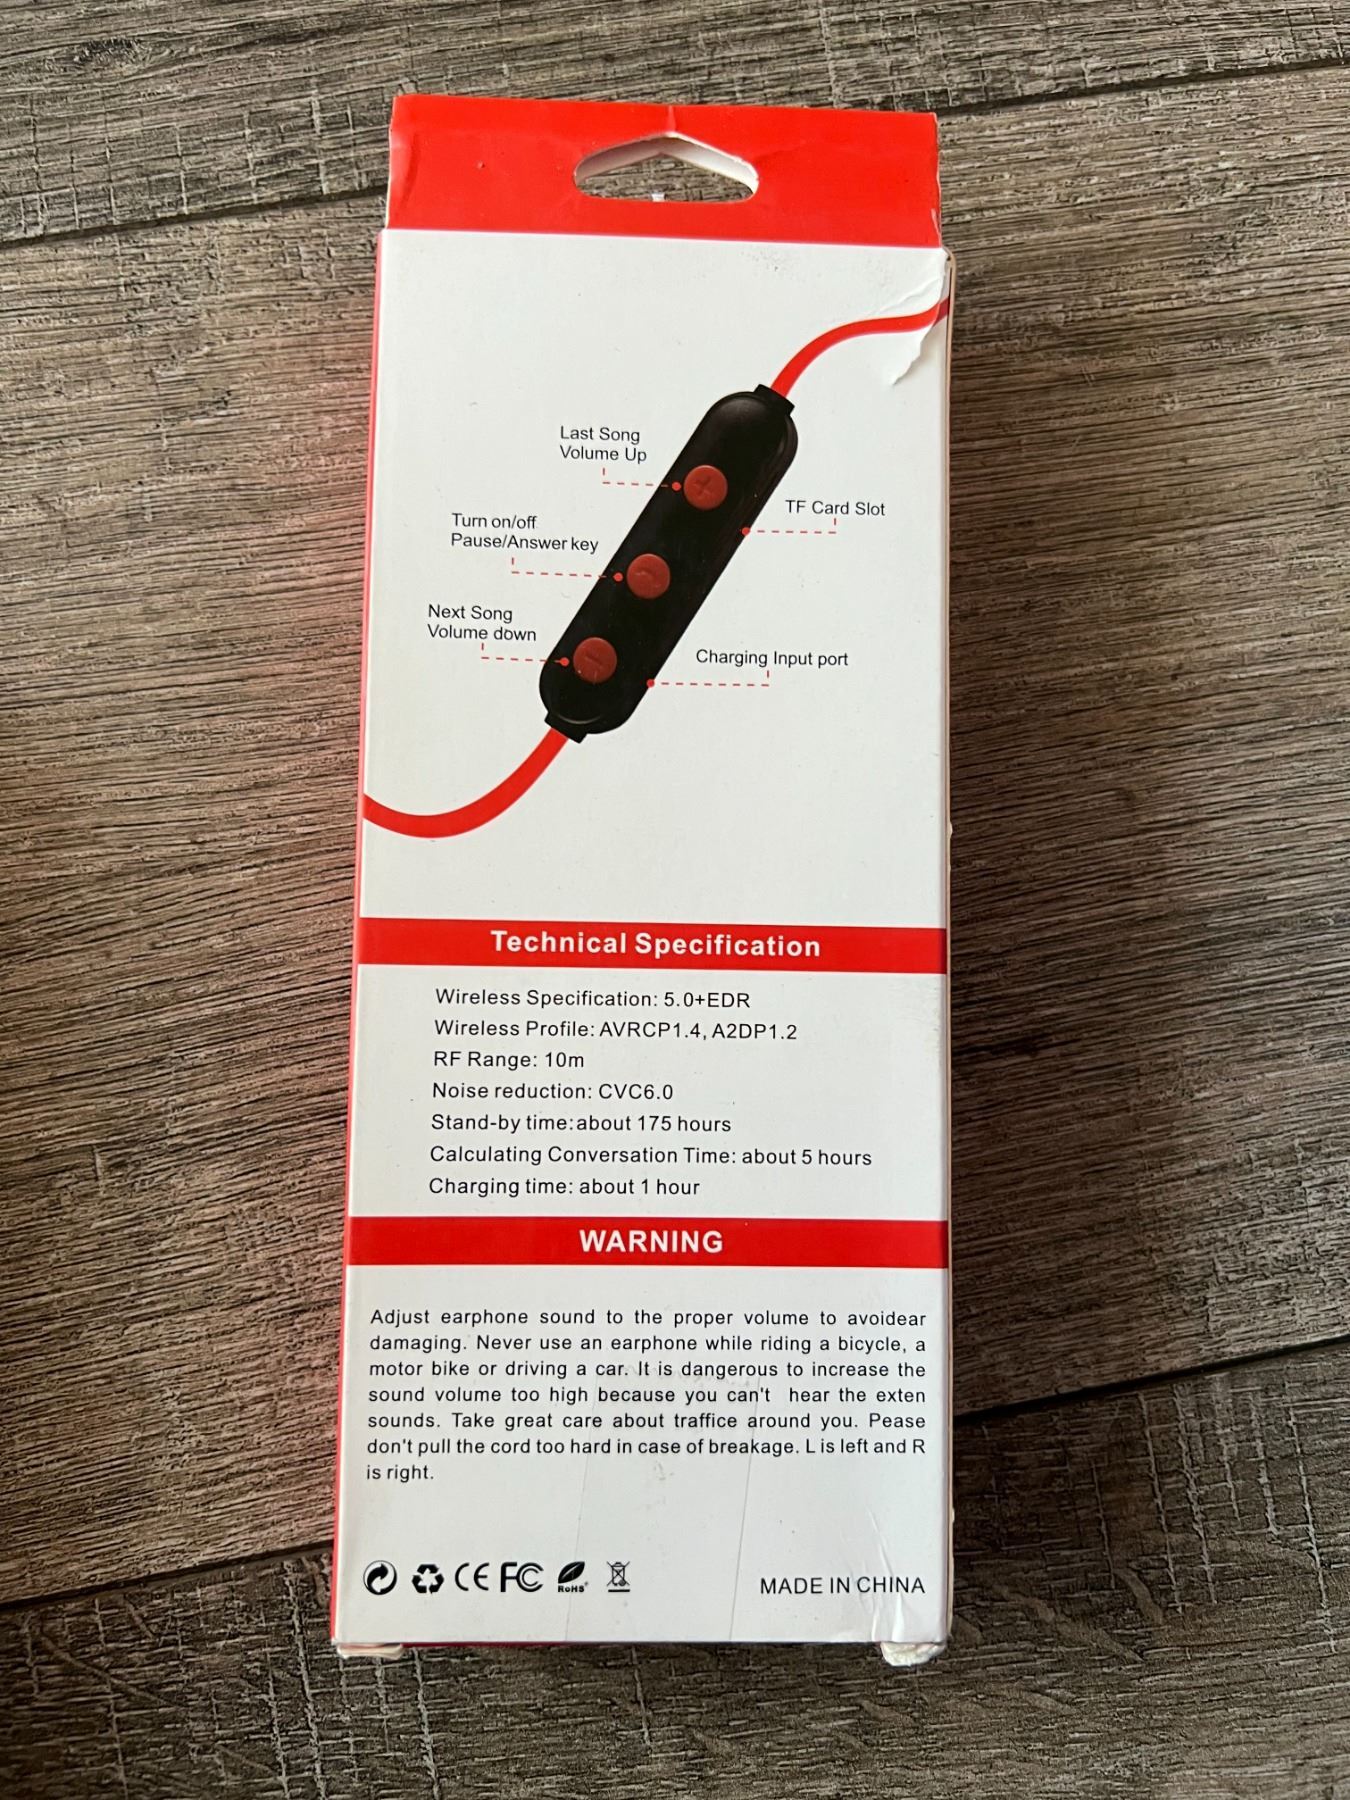 Last Song
Volume Up
TF Card Slot
Turn on/off
Pause/Answer key
Next Song
Volume down
Charging Input port
Technical Specification
Wireless Specification: 5.0+EDR
Wireless Profile: AVRCP1.4, A2DP1.2
RF Range: 10m
Noise reduction: CVC6.0
Stand-by time:about 175 hours
Calculating Conversation Time: about 5 hours
Charging time: about 1 hour
WARNING
Adjust earphone sound to the proper volume to avoidear
damaging. Never use an earphone while riding a bicycle, a
motor bike or driving a car. It is dangerous to increase the
sound volume too high because you can't hear the exten
sounds. Take great care about traffice around you. Pease
don't pull the cord too hard in case of breakage. L is left and R
is right.
CE FC RoHS MADE IN CHINA